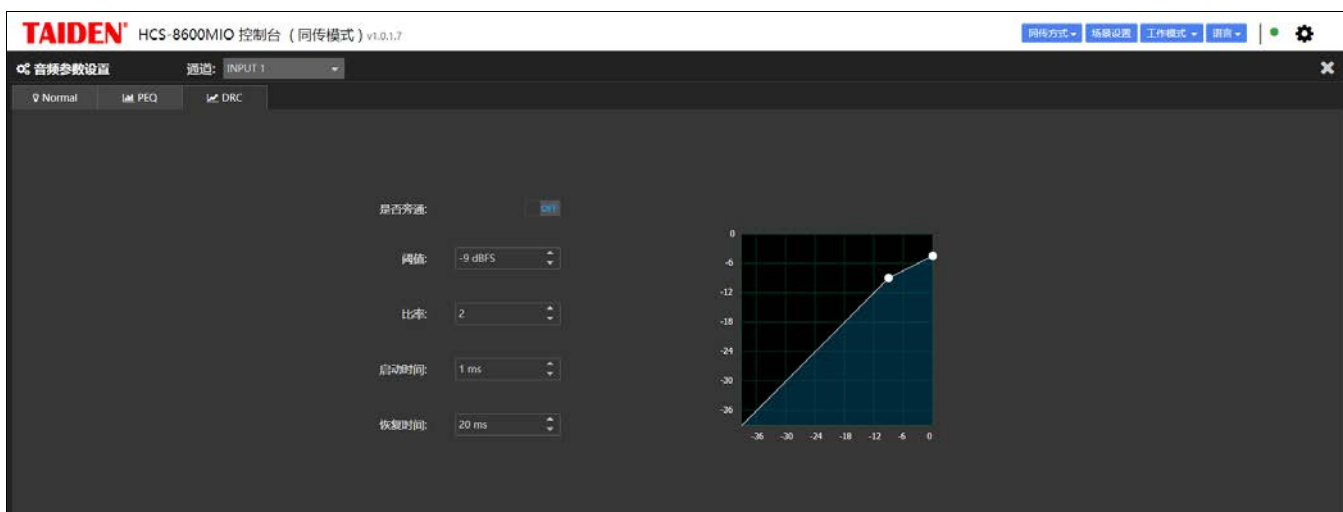 TAIDEN® HCS-8600MIO 控制台 ( 同传模式 ) v1.0.1.7
同传方式 场景设置 工作模式 语言
音频参数设置 通道: INPUT 1
Normal PEQ DRC
是否旁通: OFF
阈值: -9 dBFS
比率: 2
启动时间: 1 ms
恢复时间: 20 ms
0
-6
-12
-18
-24
-30
-36
-36 -30 -24 -18 -12 -6 0